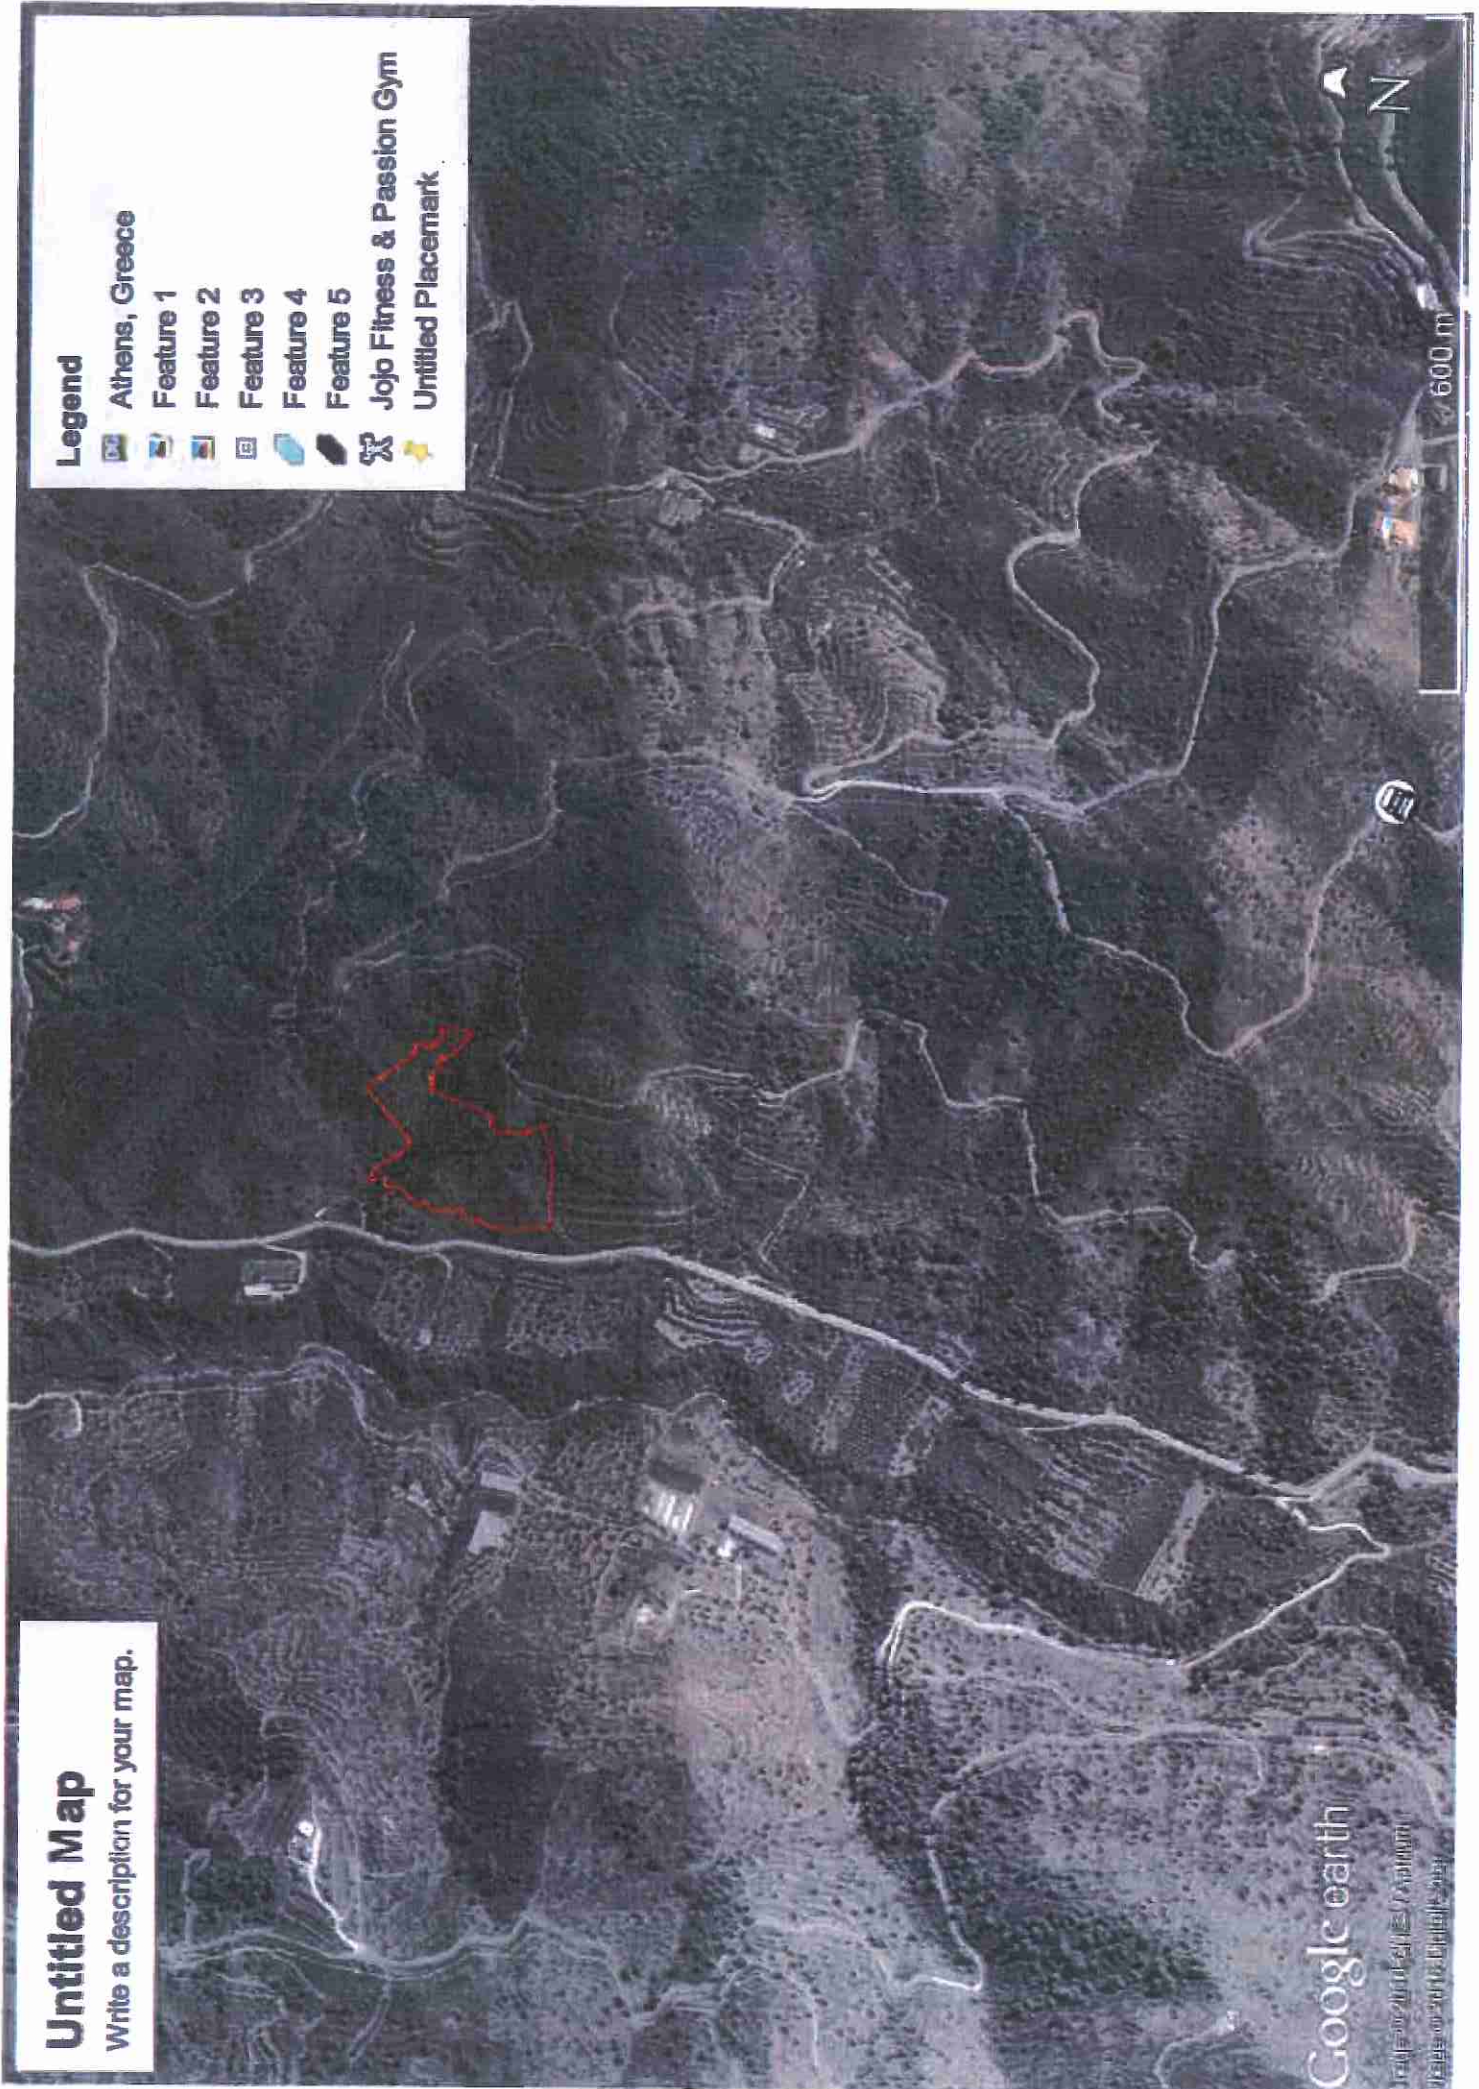 Untitled Map
Write a description for your map.
Legend
Athens, Greece
Feature 1
Feature 2
Feature 3
Feature 4
Feature 5
Jojo Fitness & Passion Gym
Untitled Placemark
N
600 m
Google earth